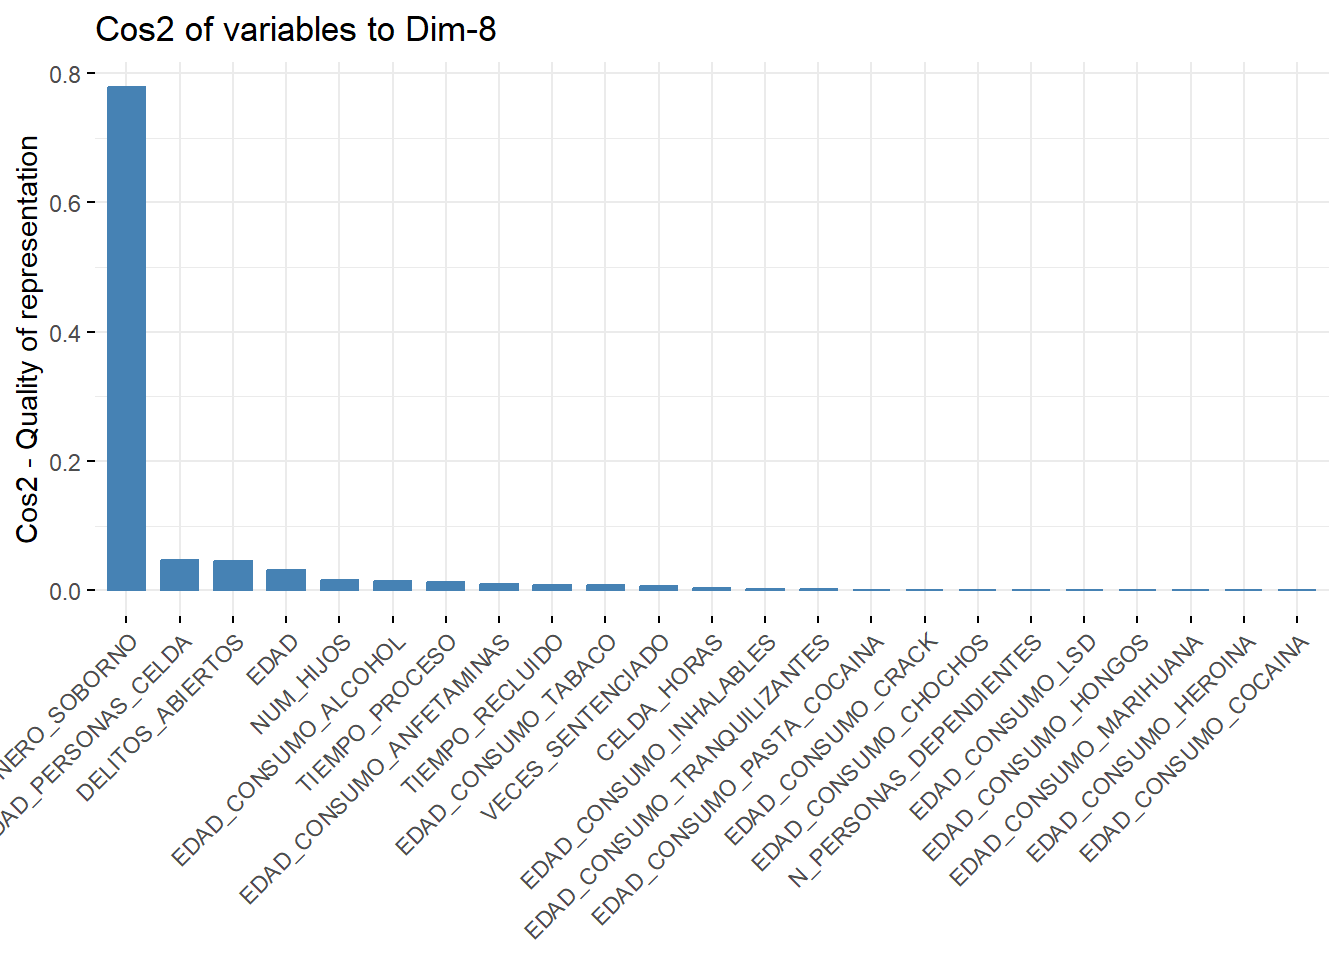 Cos2 of variables to Dim-8
Cos2 - Quality of representation
0.8
0.6
0.4
0.2
0.0
NERO_SOBORNO
DAD_PERSONAS_CELDA
DELITOS_ABIERTOS
EDAD
NUM_HIJOS
EDAD_CONSUMO_ALCOHOL
TIEMPO_PROCESO
EDAD_CONSUMO_ANFETAMINAS
TIEMPO_RECLUIDO
EDAD_CONSUMO_TABACO
VECES_SENTENCIADO
CELDA_HORAS
EDAD_CONSUMO_INHALABLES
EDAD_CONSUMO_TRANQUILIZANTES
EDAD_CONSUMO_PASTA_COCAINA
EDAD_CONSUMO_CRACK
EDAD_CONSUMO_CHOCHOS
N_PERSONAS_DEPENDIENTES
EDAD_CONSUMO_LSD
EDAD_CONSUMO_HONGOS
EDAD_CONSUMO_MARIHUANA
EDAD_CONSUMO_HEROINA
EDAD_CONSUMO_COCAINA